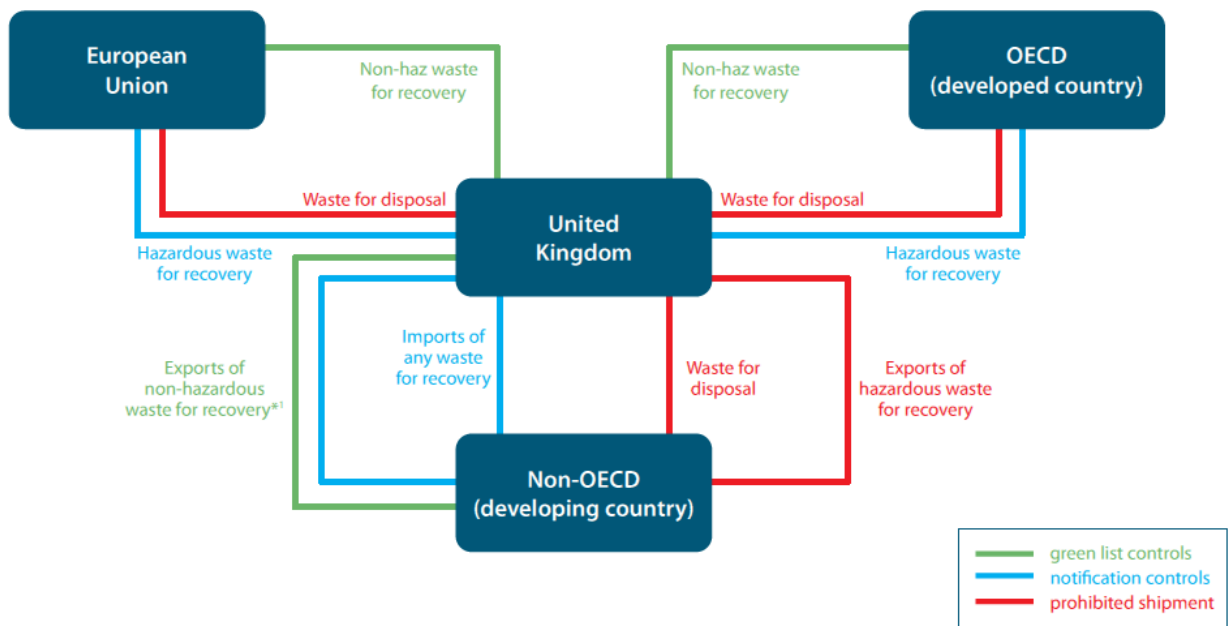 European
Union
Non-haz waste
for recovery
Non-haz waste
for recovery
OECD
(developed country)
Waste for disposal
United
Kingdom
Waste for disposal
Hazardous waste
for recovery
Hazardous waste
for recovery
Exports of
non-hazardous
waste for recovery*1
Imports of
any waste
for recovery
Waste for
disposal
Exports of
hazardous waste
for recovery
Non-OECD
(developing country)
green list controls
notification controls
prohibited shipment